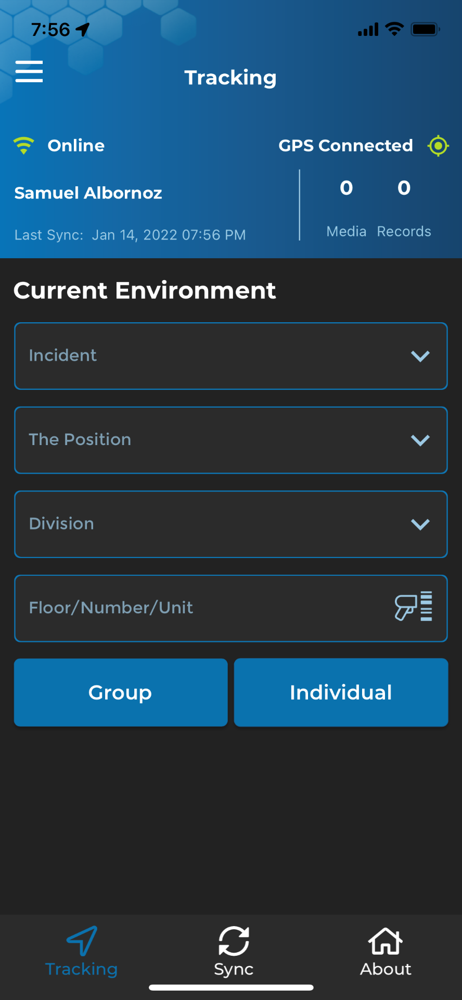 7:56
Tracking
Online
GPS Connected
Samuel Albornoz
0 0
Last Sync: Jan 14, 2022 07:56 PM
Media Records
Current Environment
Incident
The Position
Division
Floor/Number/Unit
Group
Individual
Tracking
Sync
About